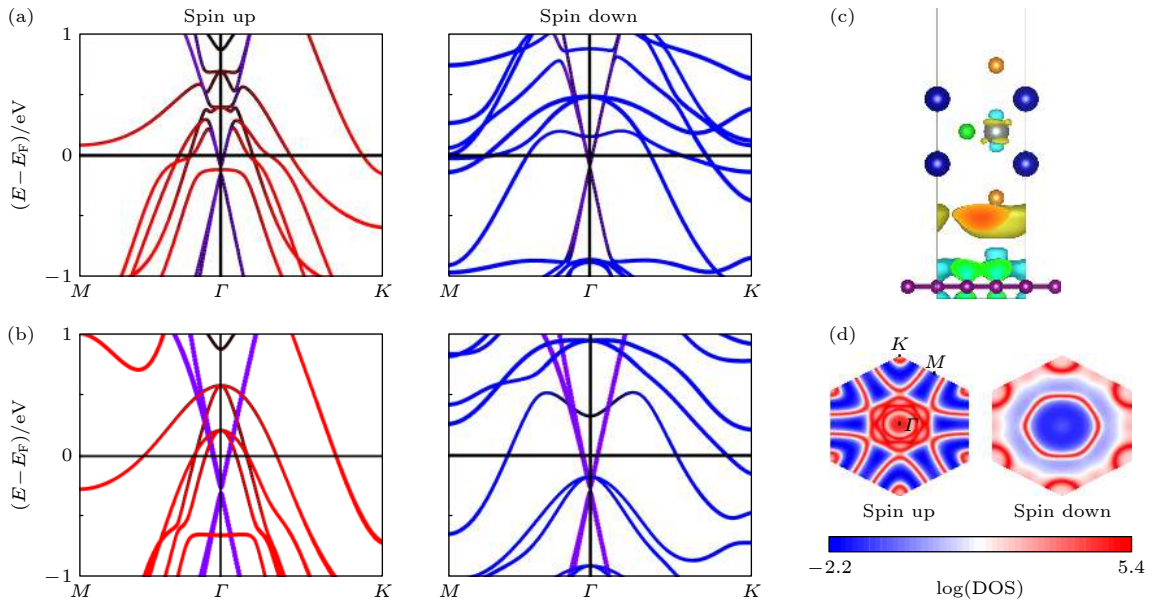 (a)
Spin up
Spin down
(c)
1
0
−1
(E−E_F)/eV
M
Γ
K
M
Γ
K
(b)
1
0
−1
(E−E_F)/eV
M
Γ
K
M
Γ
K
(d)
K
M
Γ
Spin up
Spin down
−2.2
5.4
log(DOS)